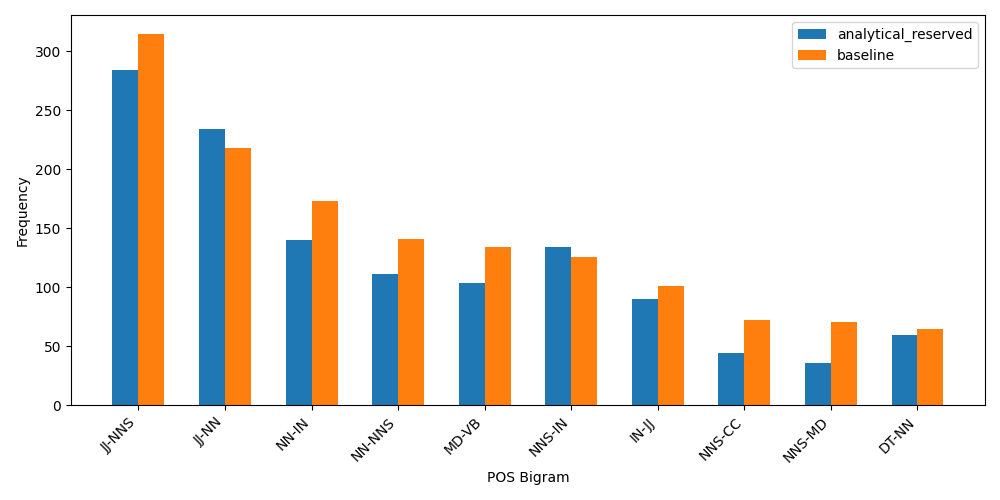 analytical_reserved
baseline
Frequency
300
250
200
150
100
50
0
JJ-NNS
JJ-NN
NN-IN
NN-NNS
MD-VB
NNS-IN
IN-JJ
NNS-CC
NNS-MD
DT-NN
POS Bigram